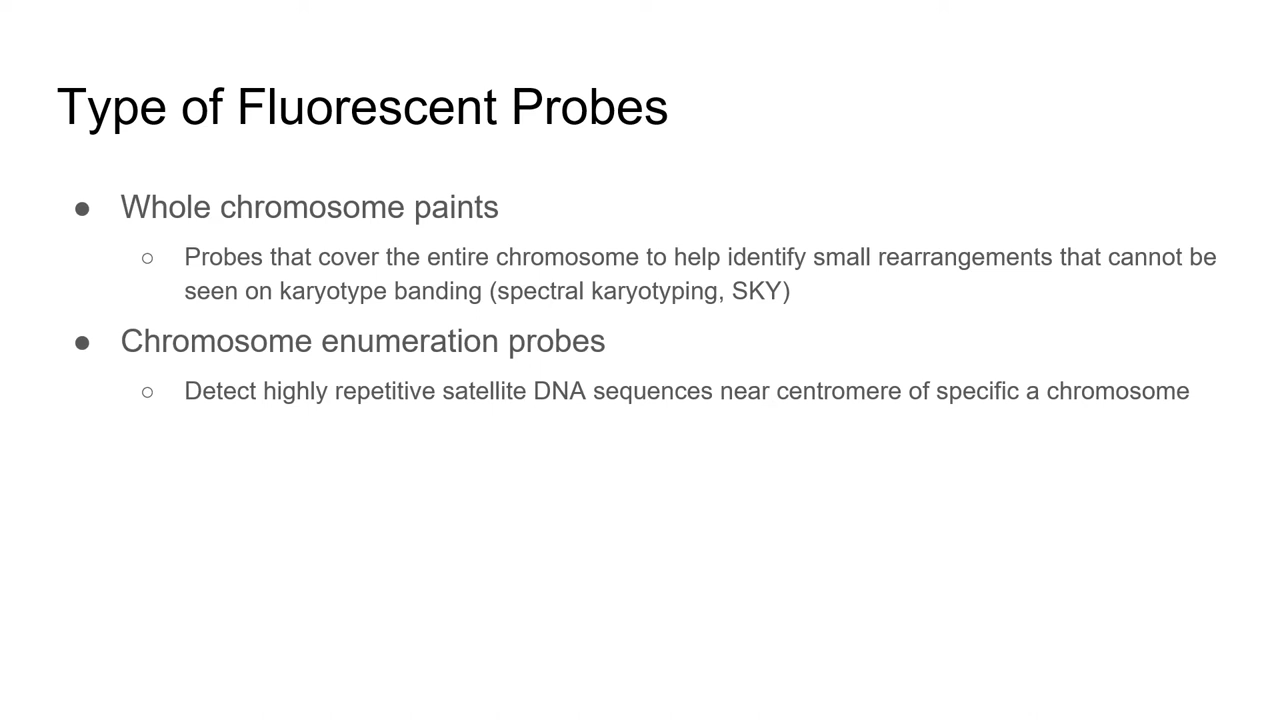 Type of Fluorescent Probes
● Whole chromosome paints
○ Probes that cover the entire chromosome to help identify small rearrangements that cannot be
seen on karyotype banding (spectral karyotyping, SKY)
● Chromosome enumeration probes
○ Detect highly repetitive satellite DNA sequences near centromere of specific a chromosome